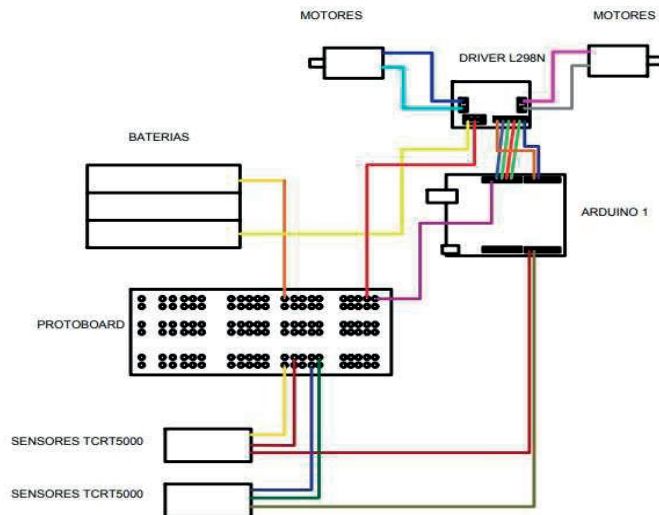 MOTORES
MOTORES
DRIVER L298N
BATERIAS
ARDUINO 1
PROTOBOARD
SENSORES TCRT5000
SENSORES TCRT5000